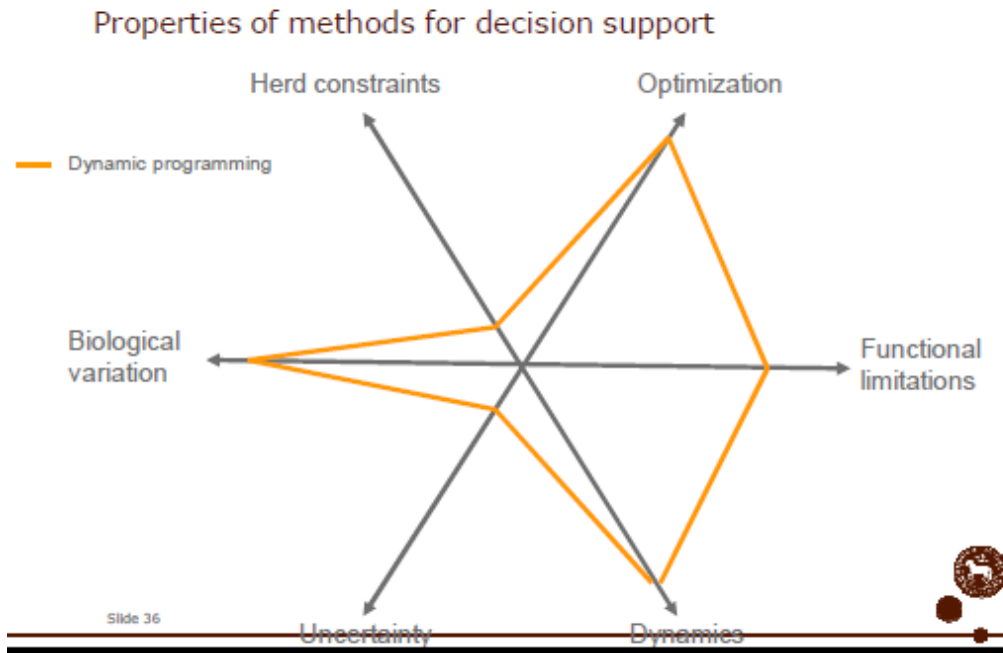 Properties of methods for decision support
Herd constraints
Optimization
Dynamic programming
Biological
variation
Functional
limitations
Slide 36
Uncertainty
Dynamics